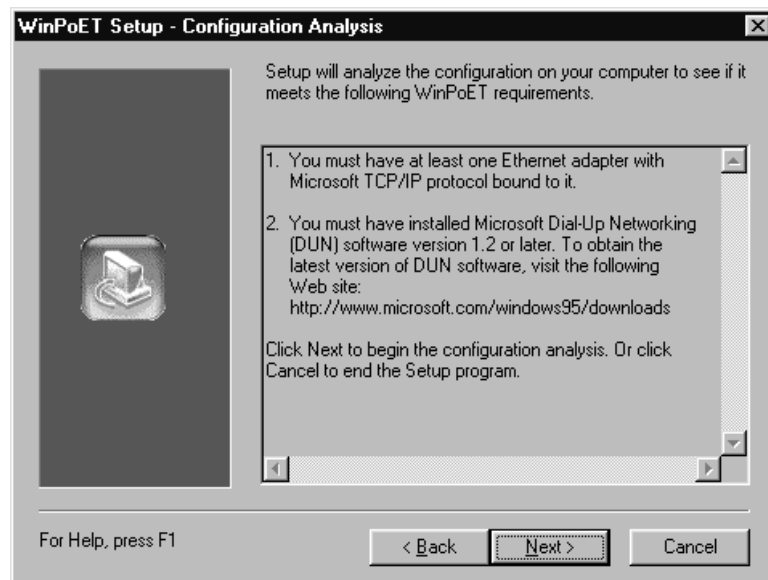 WinPoET Setup - Configuration Analysis
Setup will analyze the configuration on your computer to see if it
meets the following WinPoET requirements.
1. You must have at least one Ethernet adapter with
Microsoft TCP/IP protocol bound to it.
2. You must have installed Microsoft Dial-Up Networking
(DUN) software version 1.2 or later. To obtain the
latest version of DUN software, visit the following
Web site:
http://www.microsoft.com/windows95/downloads
Click Next to begin the configuration analysis. Or click
Cancel to end the Setup program.
For Help, press F1
< Back
Next >
Cancel